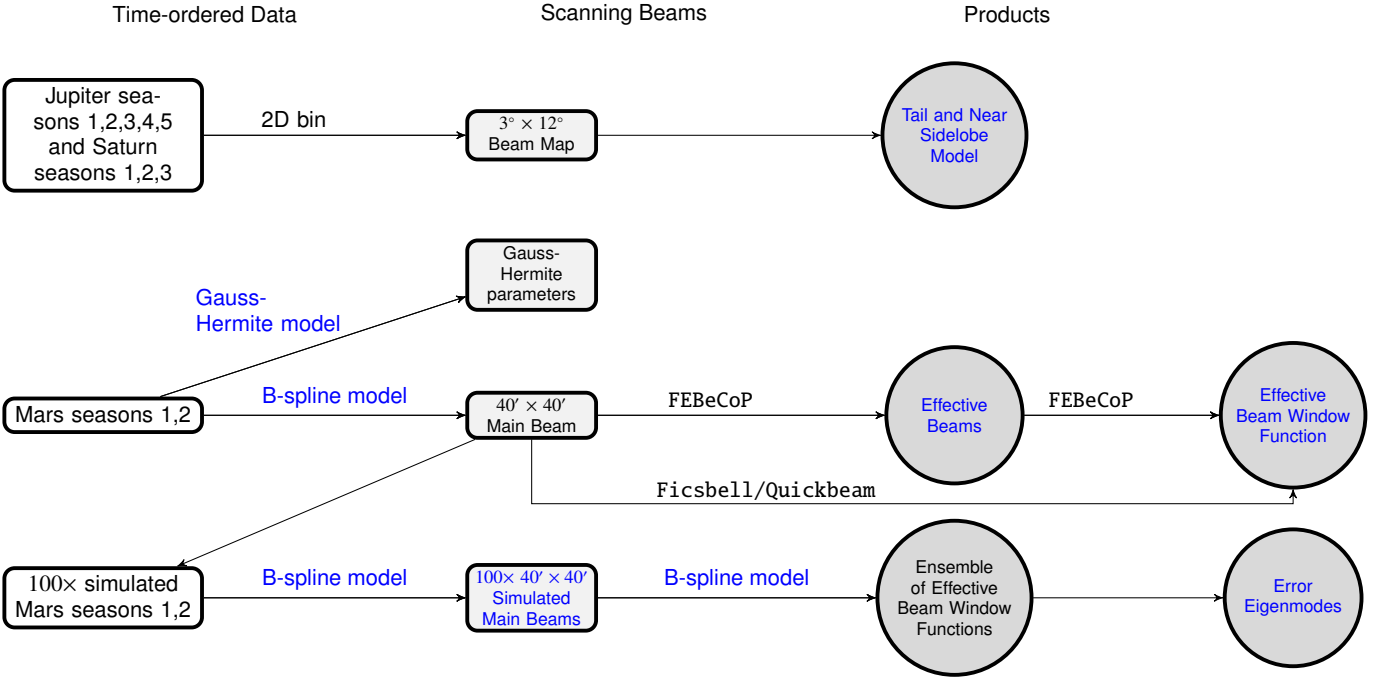 Time-ordered Data
Scanning Beams
Products
Jupiter sea-
sons 1,2,3,4,5
and Saturn
seasons 1,2,3
2D bin
3° × 12°
Beam Map
Tail and Near
Sidelobe
Model
Gauss-
Hermite model
Gauss-
Hermite
parameters
Mars seasons 1,2
B-spline model
40′ × 40′
Main Beam
FEBeCoP
Effective
Beams
FEBeCoP
Effective
Beam Window
Function
Ficsbell/Quickbeam
100× simulated
Mars seasons 1,2
B-spline model
100× 40′ × 40′
Simulated
Main Beams
B-spline model
Ensemble
of Effective
Beam Window
Functions
Error
Eigenmodes